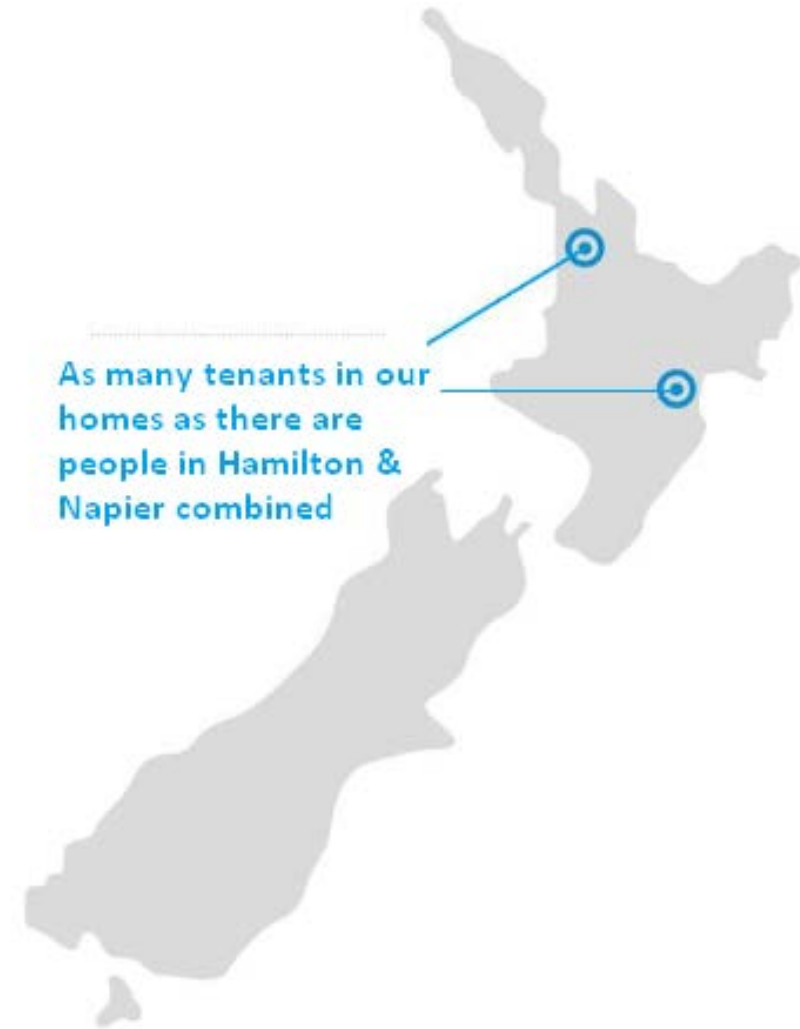 As many tenants in our
homes as there are
people in Hamilton &
Napier combined